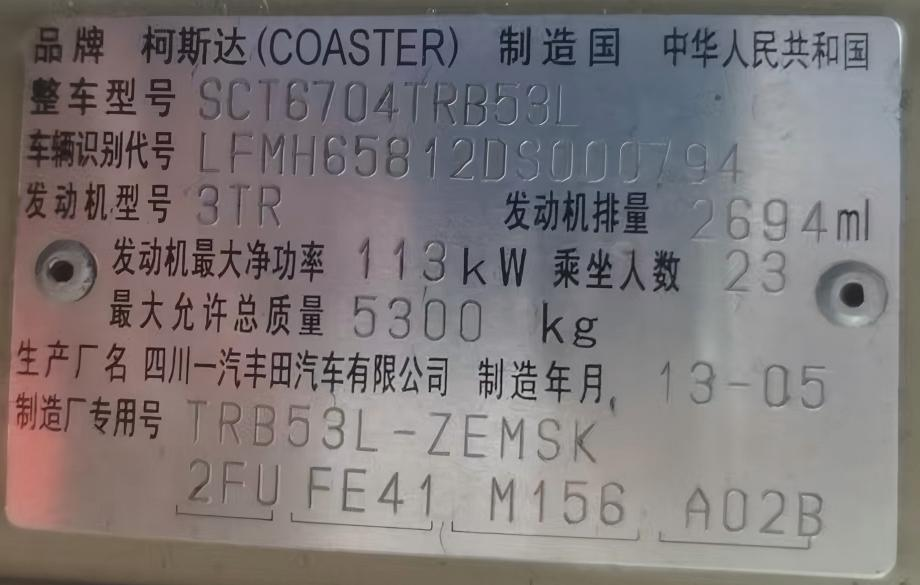 品牌 柯斯达(COASTER) 制造国 中华人民共和国
整车型号 SCT6704TRB53L
车辆识别代号 LFMH65812DS000794
发动机型号 3TR 发动机排量 2694ml
发动机最大净功率 113kW 乘坐人数 23
最大允许总质量 5300 kg
生产厂名 四川一汽丰田汽车有限公司 制造年月 13-05
制造厂专用号 TRB53L-ZEMSK
2FU FE41 M156 A02B